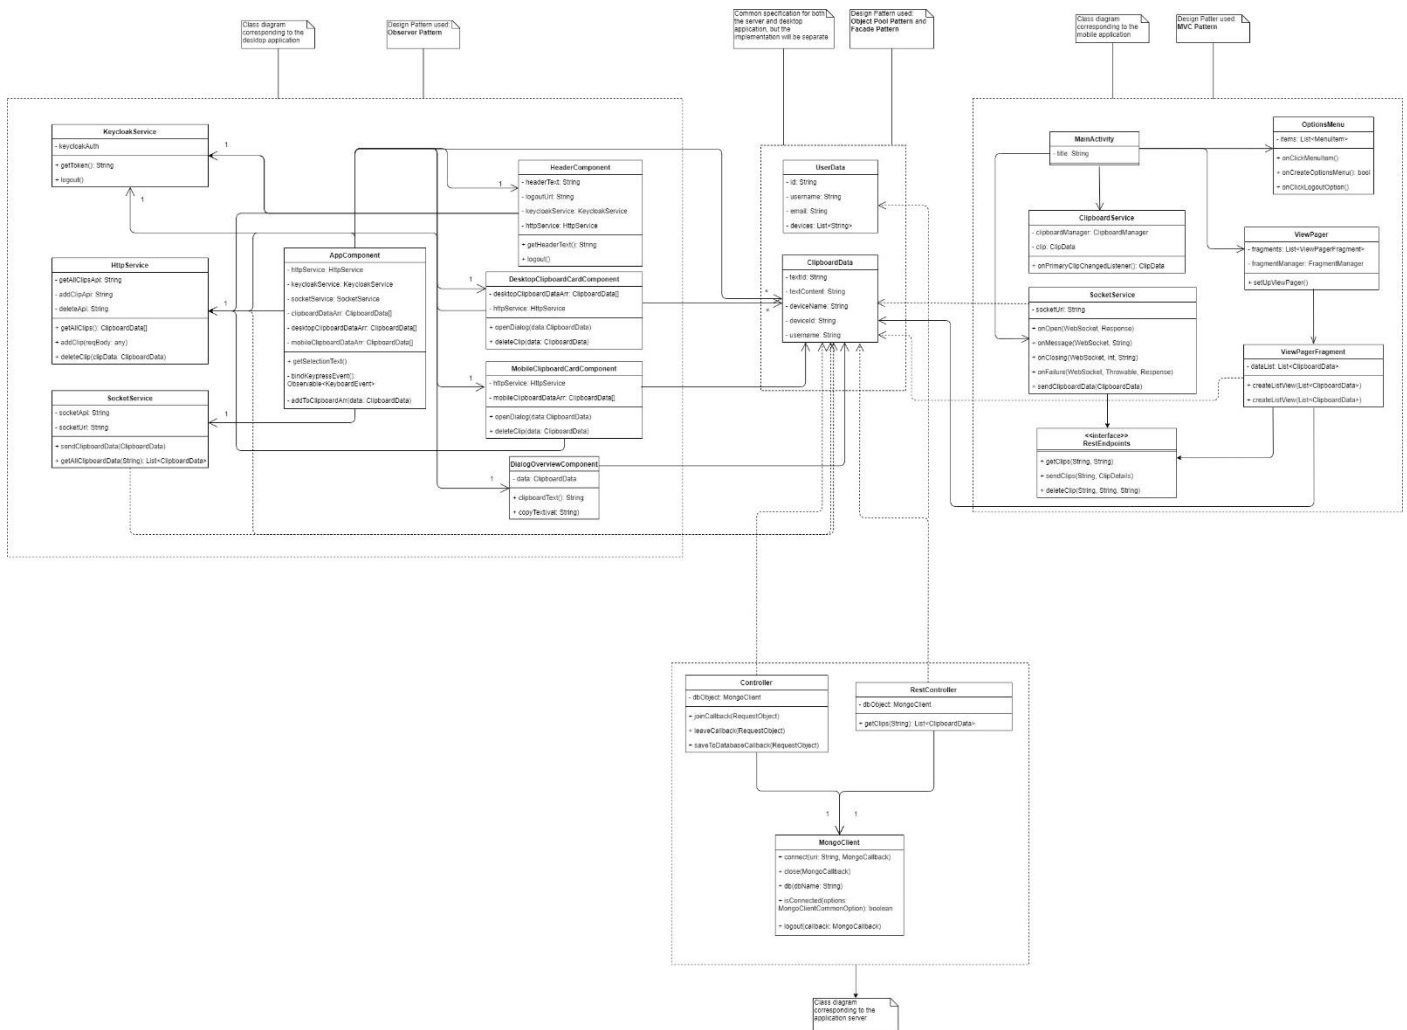 Class diagram
corresponding to the
desktop application
Design Pattern used:
Observer Pattern
Common specification for both
the server and desktop
application, but the
implementation will be separate
Design Pattern used:
Object Pool Pattern and
Facade Pattern
Class diagram
corresponding to the
mobile application
Design Patter used:
MVC Pattern
KeycloakService
- keycloakAuth
+ getToken(): String
+ logout()
1
1
HttpService
- getAllClipsApi: String
- addClipApi: String
- deleteApi: String
+ getAllClips(): ClipboardData[]
+ addClip(reqBody: any)
+ deleteClip(clipData: ClipboardData)
1
SocketService
- socketApi: String
- socketUrl: String
+ sendClipboardData(ClipboardData)
+ getAllClipboardData(String): List<ClipboardData>
1
AppComponent
- httpService: HttpService
- keycloakService: KeycloakService
- socketService: SocketService
- clipboardDataArr: ClipboardData[]
- desktopClipboardDataArr: ClipboardData[]
- mobileClipboardDataArr: ClipboardData[]
+ getSelectionText()
- bindKeypressEvent():
Observable<KeyboardEvent>
- addToClipboardArr(data: ClipboardData)
1
HeaderComponent
- headerText: String
- logoutUrl: String
- keycloakService: KeycloakService
- httpService: HttpService
+ getHeaderText(): String
+ logout()
1
DesktopClipboardCardComponent
- desktopClipboardDataArr: ClipboardData[]
- httpService: HttpService
+ openDialog(data:ClipboardData)
+ deleteClip(data: ClipboardData)
1
MobileClipboardCardComponent
- httpService: HttpService
- mobileClipboardDataArr: ClipboardData[]
+ openDialog(data:ClipboardData)
+ deleteClip(data: ClipboardData)
1
DialogOverviewComponent
- data: ClipboardData
+ clipboardText(): String
+ copyText(val: String)
UserData
- id: String
- username: String
- email: String
- devices: List<String>
*
*
ClipboardData
- textId: String
- textContent: String
- deviceName: String
- deviceId: String
- username: String
MainActivity
- title: String
OptionsMenu
- items: List<MenuItem>
+ onClickMenuItem()
+ onCreateOptionsMenu(): bool
+ onClickLogoutOption()
ClipboardService
- clipboardManager: ClipboardManager
- clip: ClipData
+ onPrimaryClipChangedListener(): ClipData
ViewPager
- fragments: List<ViewPagerFragment>
- fragmentManager: FragmentManager
+ setUpViewPager()
SocketService
- socketUrl: String
+ onOpen(WebSocket, Response)
+ onMessage(WebSocket, String)
+ onClosing(WebSocket, int, String)
+ onFailure(WebSocket, Throwable, Response)
+ sendClipboardData(ClipboardData)
ViewPagerFragment
- dataList: List<ClipboardData>
+ createListView(List<ClipboardData>)
+ createListView(List<ClipboardData>)
<<interface>>
RestEndpoints
+ getClips(String, String)
+ sendClips(String, ClipDetails)
+ deleteClip(String, String, String)
Controller
- dbObject: MongoClient
+ joinCallback(RequestObject)
+ leaveCallback(RequestObject)
+ saveToDatabaseCallback(RequestObject)
RestController
- dbObject: MongoClient
+ getClips(String): List<ClipboardData>
1
1
MongoClient
+ connect(uri: String, MongoCallback)
+ close(MongoCallback)
+ db(dbName: String)
+ isConnected(options:
MongoClientCommonOption): boolean
+ logout(callback: MongoCallback)
Class diagram
corresponding to the
application server